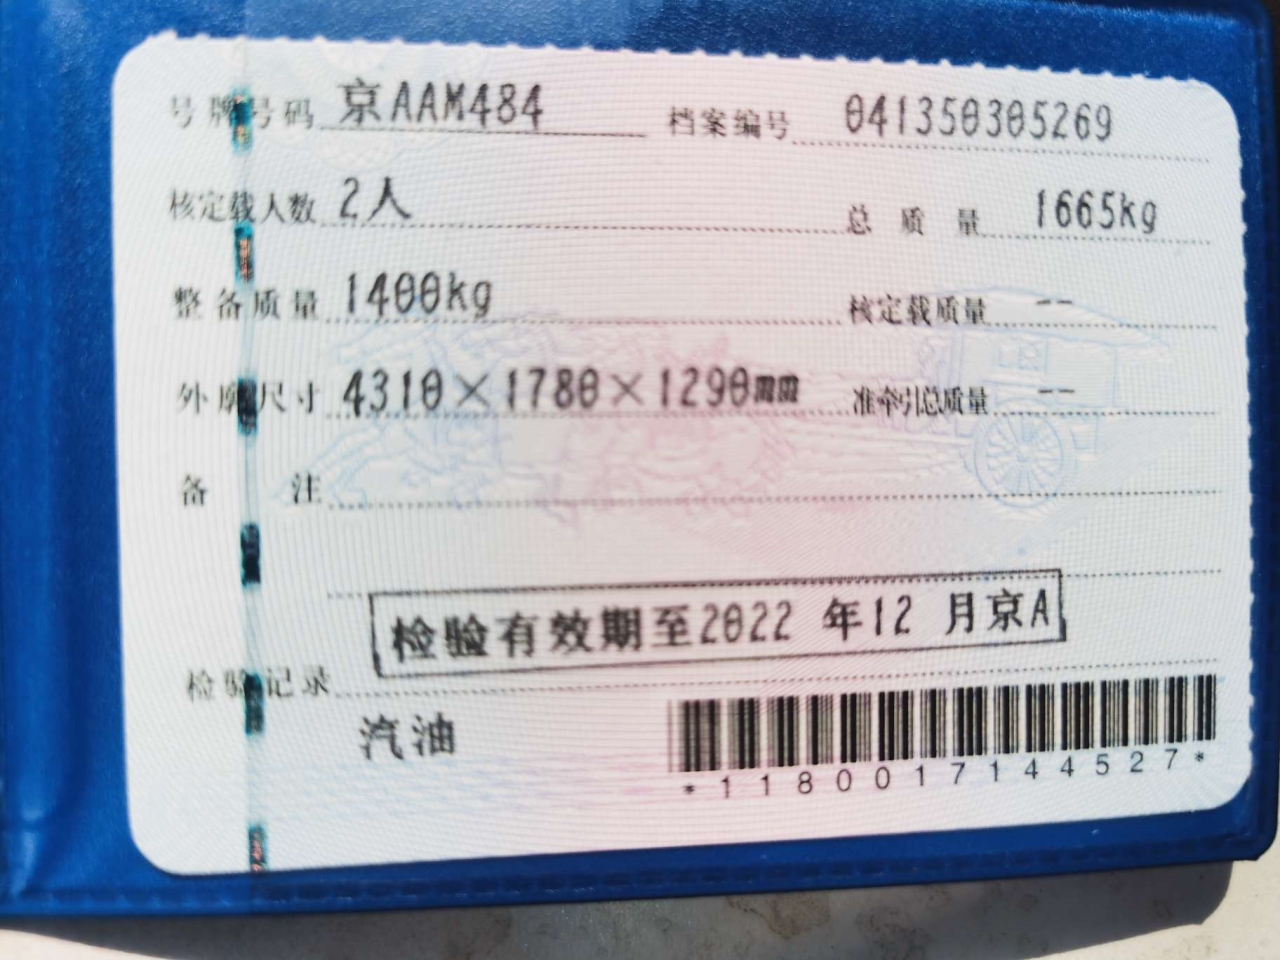 号牌号码 京AAM484 档案编号 041350305269
核定载人数 2人 总质量 1665kg
整备质量 1400kg 核定载质量 --
外廓尺寸 4310×1780×1290mm 准牵引总质量 --
备注
检验有效期至2022 年12 月京A
检验记录
汽油
*1180017144527*